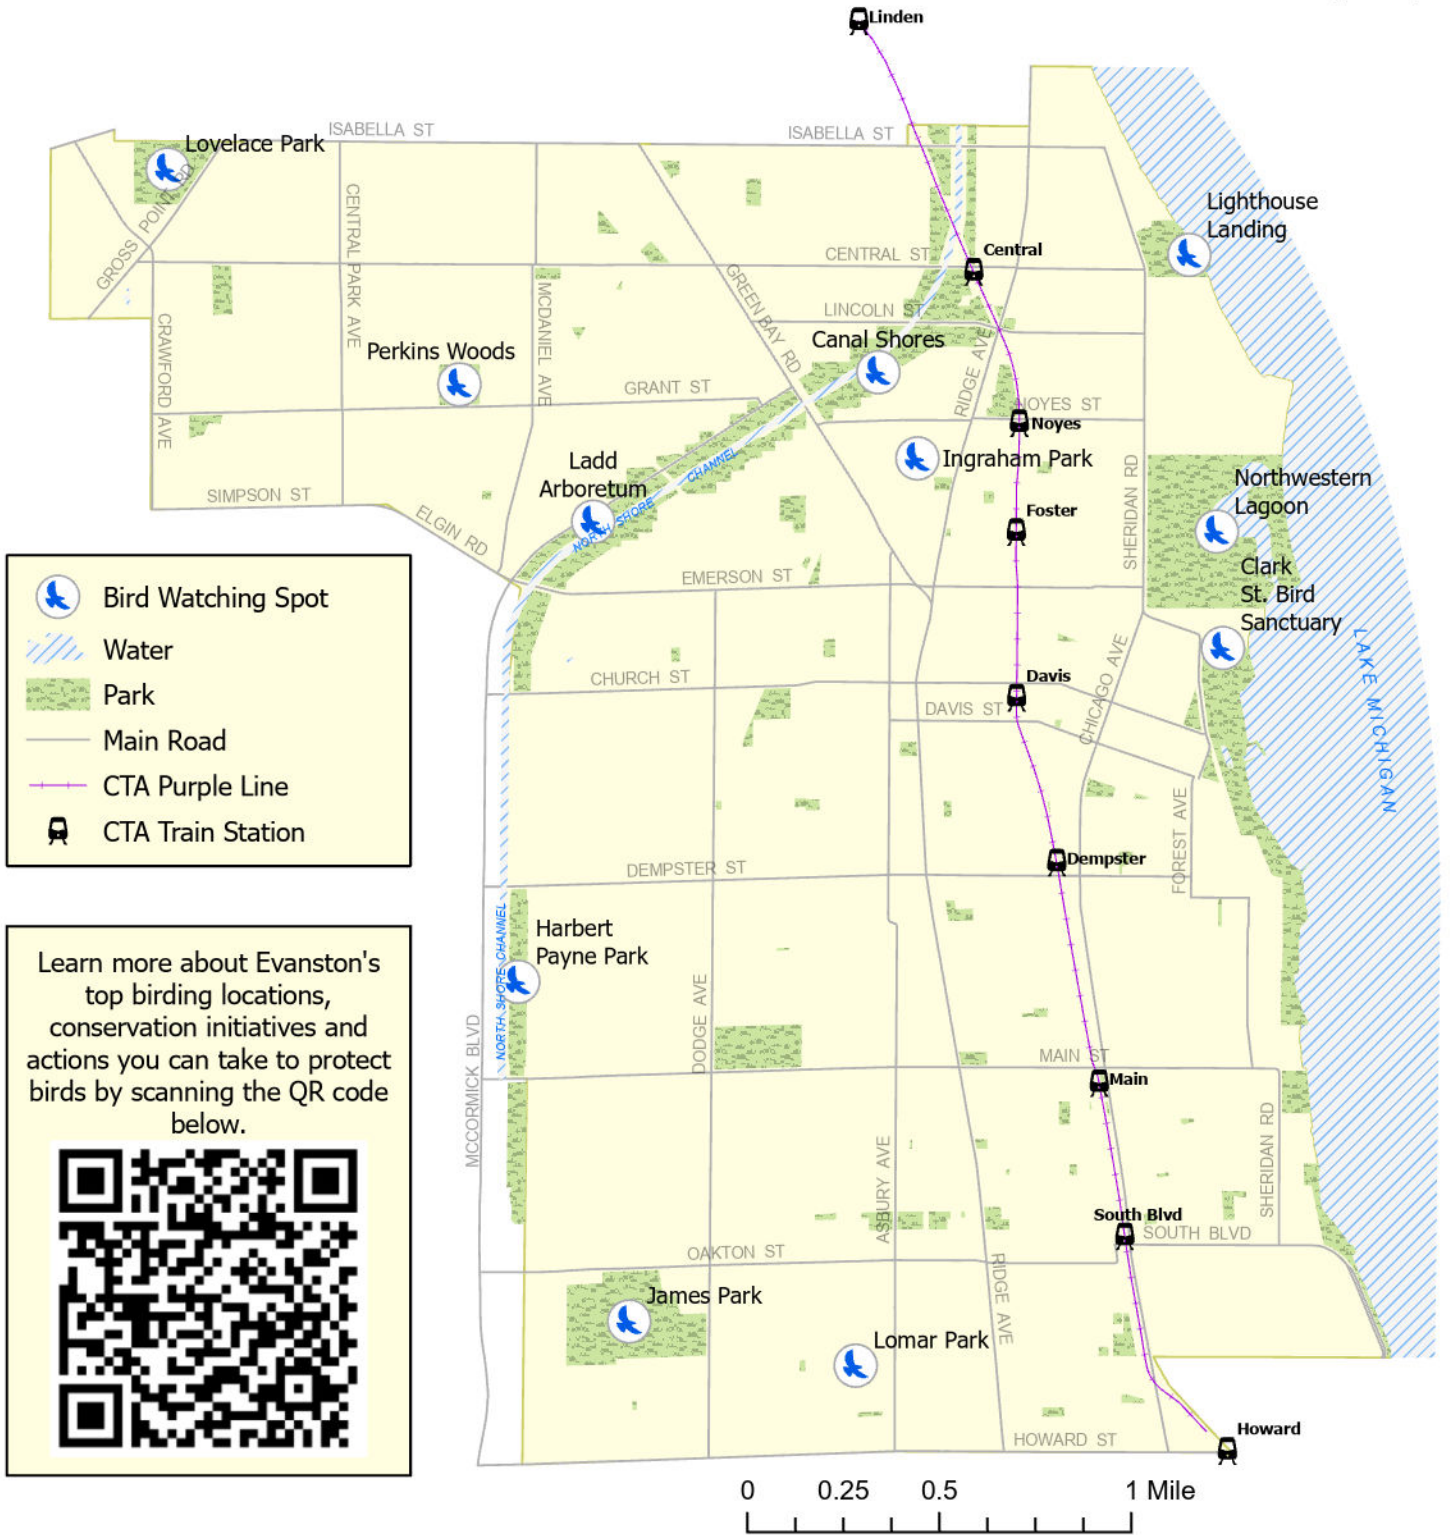 Linden
ISABELLA ST
ISABELLA ST
Lovelace Park
GROSS POINT RD
CENTRAL PARK AVE
Lighthouse
Landing
CENTRAL ST
Central
GREEN BAY RD
MCDANIEL AVE
LINCOLN ST
CRAWFORD AVE
Perkins Woods
Canal Shores
RIDGE AVE
GRANT ST
NOYES ST
Noyes
Ladd
Arboretum
CHANNEL
NORTH SHORE
Ingraham Park
SHERIDAN RD
Northwestern
Lagoon
SIMPSON ST
ELGIN RD
Foster
EMERSON ST
Clark
St. Bird
Sanctuary
Bird Watching Spot
Water
Park
Main Road
CTA Purple Line
CTA Train Station
CHURCH ST
Davis
DAVIS ST
CHICAGO AVE
LAKE MICHIGAN
FOREST AVE
DEMPSTER ST
Dempster
Harbert
Payne Park
NORTH SHORE CHANNEL
MCCORMICK BLVD
DODGE AVE
MAIN ST
Main
Learn more about Evanston's
top birding locations,
conservation initiatives and
actions you can take to protect
birds by scanning the QR code
below.
ASBURY AVE
SHERIDAN RD
South Blvd
SOUTH BLVD
OAKTON ST
RIDGE AVE
James Park
Lomar Park
HOWARD ST
Howard
0 0.25 0.5 1 Mile